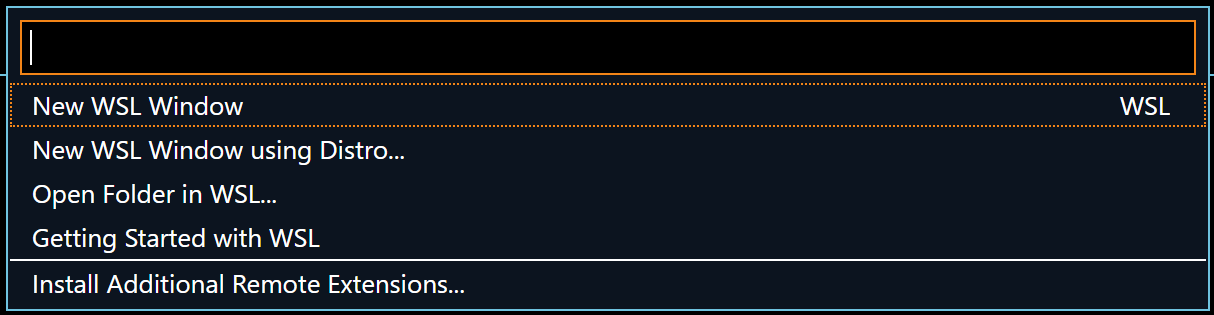 New WSL Window WSL
New WSL Window using Distro...
Open Folder in WSL...
Getting Started with WSL
Install Additional Remote Extensions...